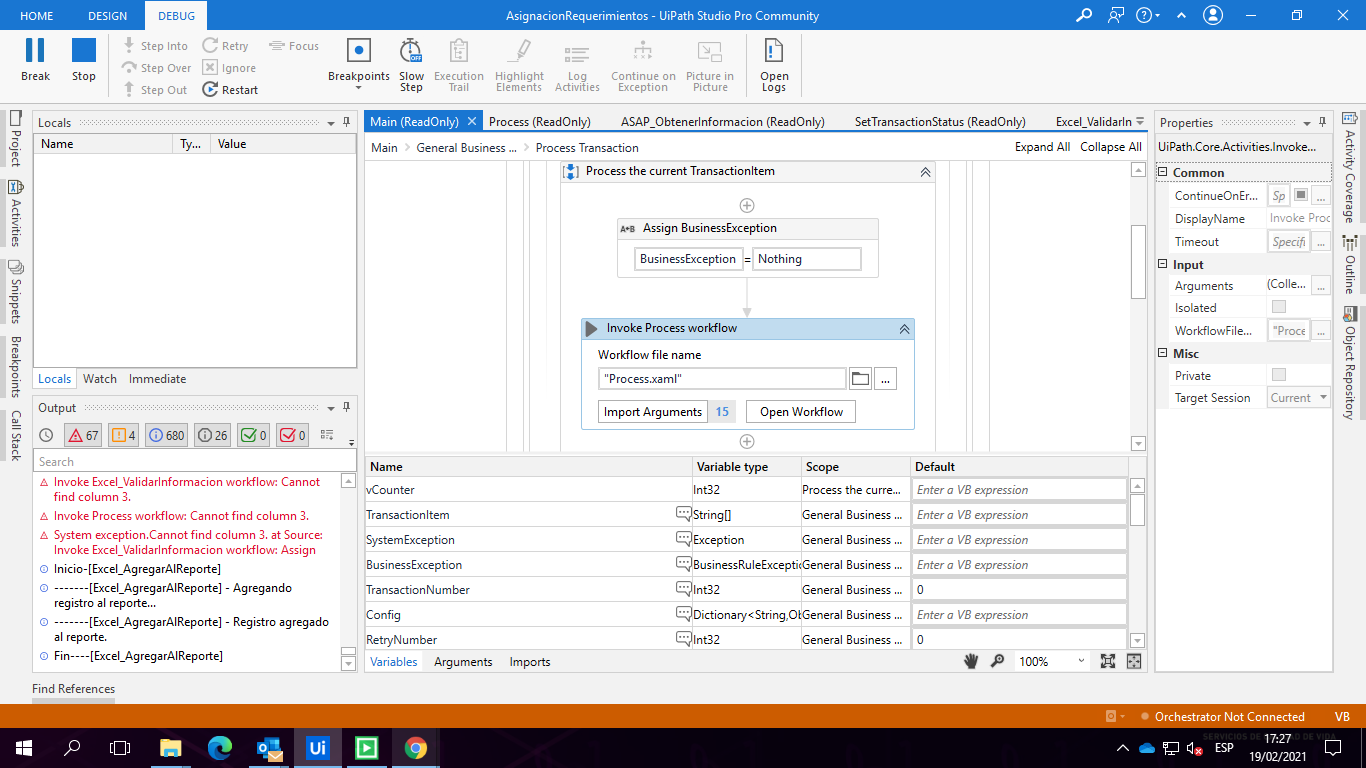 HOME DESIGN DEBUG AsignacionRequerimientos - UiPath Studio Pro Community
Break
Stop
Step Into
Step Over
Step Out
Retry
Ignore
Restart
Focus
Breakpoints
Slow
Step
Execution
Trail
Highlight
Elements
Log
Activities
Continue on
Exception
Picture in
Picture
Open
Logs
Project
Activities
Snippets
Breakpoints
Call Stack
Locals
Name Ty... Value
Locals Watch Immediate
Output
67 4 680 26 0 0
Search
Invoke Excel_ValidarInformacion workflow: Cannot
find column 3.
Invoke Process workflow: Cannot find column 3.
System exception.Cannot find column 3. at Source:
Invoke Excel_ValidarInformacion workflow: Assign
Inicio-[Excel_AgregarAlReporte]
-------[Excel_AgregarAlReporte] - Agregando
registro al reporte...
-------[Excel_AgregarAlReporte] - Registro agregado
al reporte.
Fin----[Excel_AgregarAlReporte]
Find References
Main (ReadOnly) Process (ReadOnly) ASAP_ObtenerInformacion (ReadOnly) SetTransactionStatus (ReadOnly) Excel_ValidarIn
Main General Business ... Process Transaction Expand All Collapse All
Process the current TransactionItem
A+B Assign BusinessException
BusinessException = Nothing
Invoke Process workflow
Workflow file name
"Process.xaml" ...
Import Arguments 15 Open Workflow
Name Variable type Scope Default
vCounter Int32 Process the curre... Enter a VB expression
TransactionItem String[] General Business ... Enter a VB expression
SystemException Exception General Business ... Enter a VB expression
BusinessException BusinessRuleExceptio General Business ... Enter a VB expression
TransactionNumber Int32 General Business ... 0
Config Dictionary<String,Ob General Business ... Enter a VB expression
RetryNumber Int32 General Business ... 0
Variables Arguments Imports 100%
Properties
UiPath.Core.Activities.Invoke...
Common
ContinueOnEr... Sp ...
DisplayName Invoke Proc
Timeout Specifi ...
Input
Arguments (Colle... ...
Isolated
WorkflowFile... "Proce ...
Misc
Private
Target Session Current
Activity Coverage
Outline
Object Repository
Orchestrator Not Connected VB
SERVICIOS DE CALIDAD DE VIDA
Ui
ESP
17:27
19/02/2021